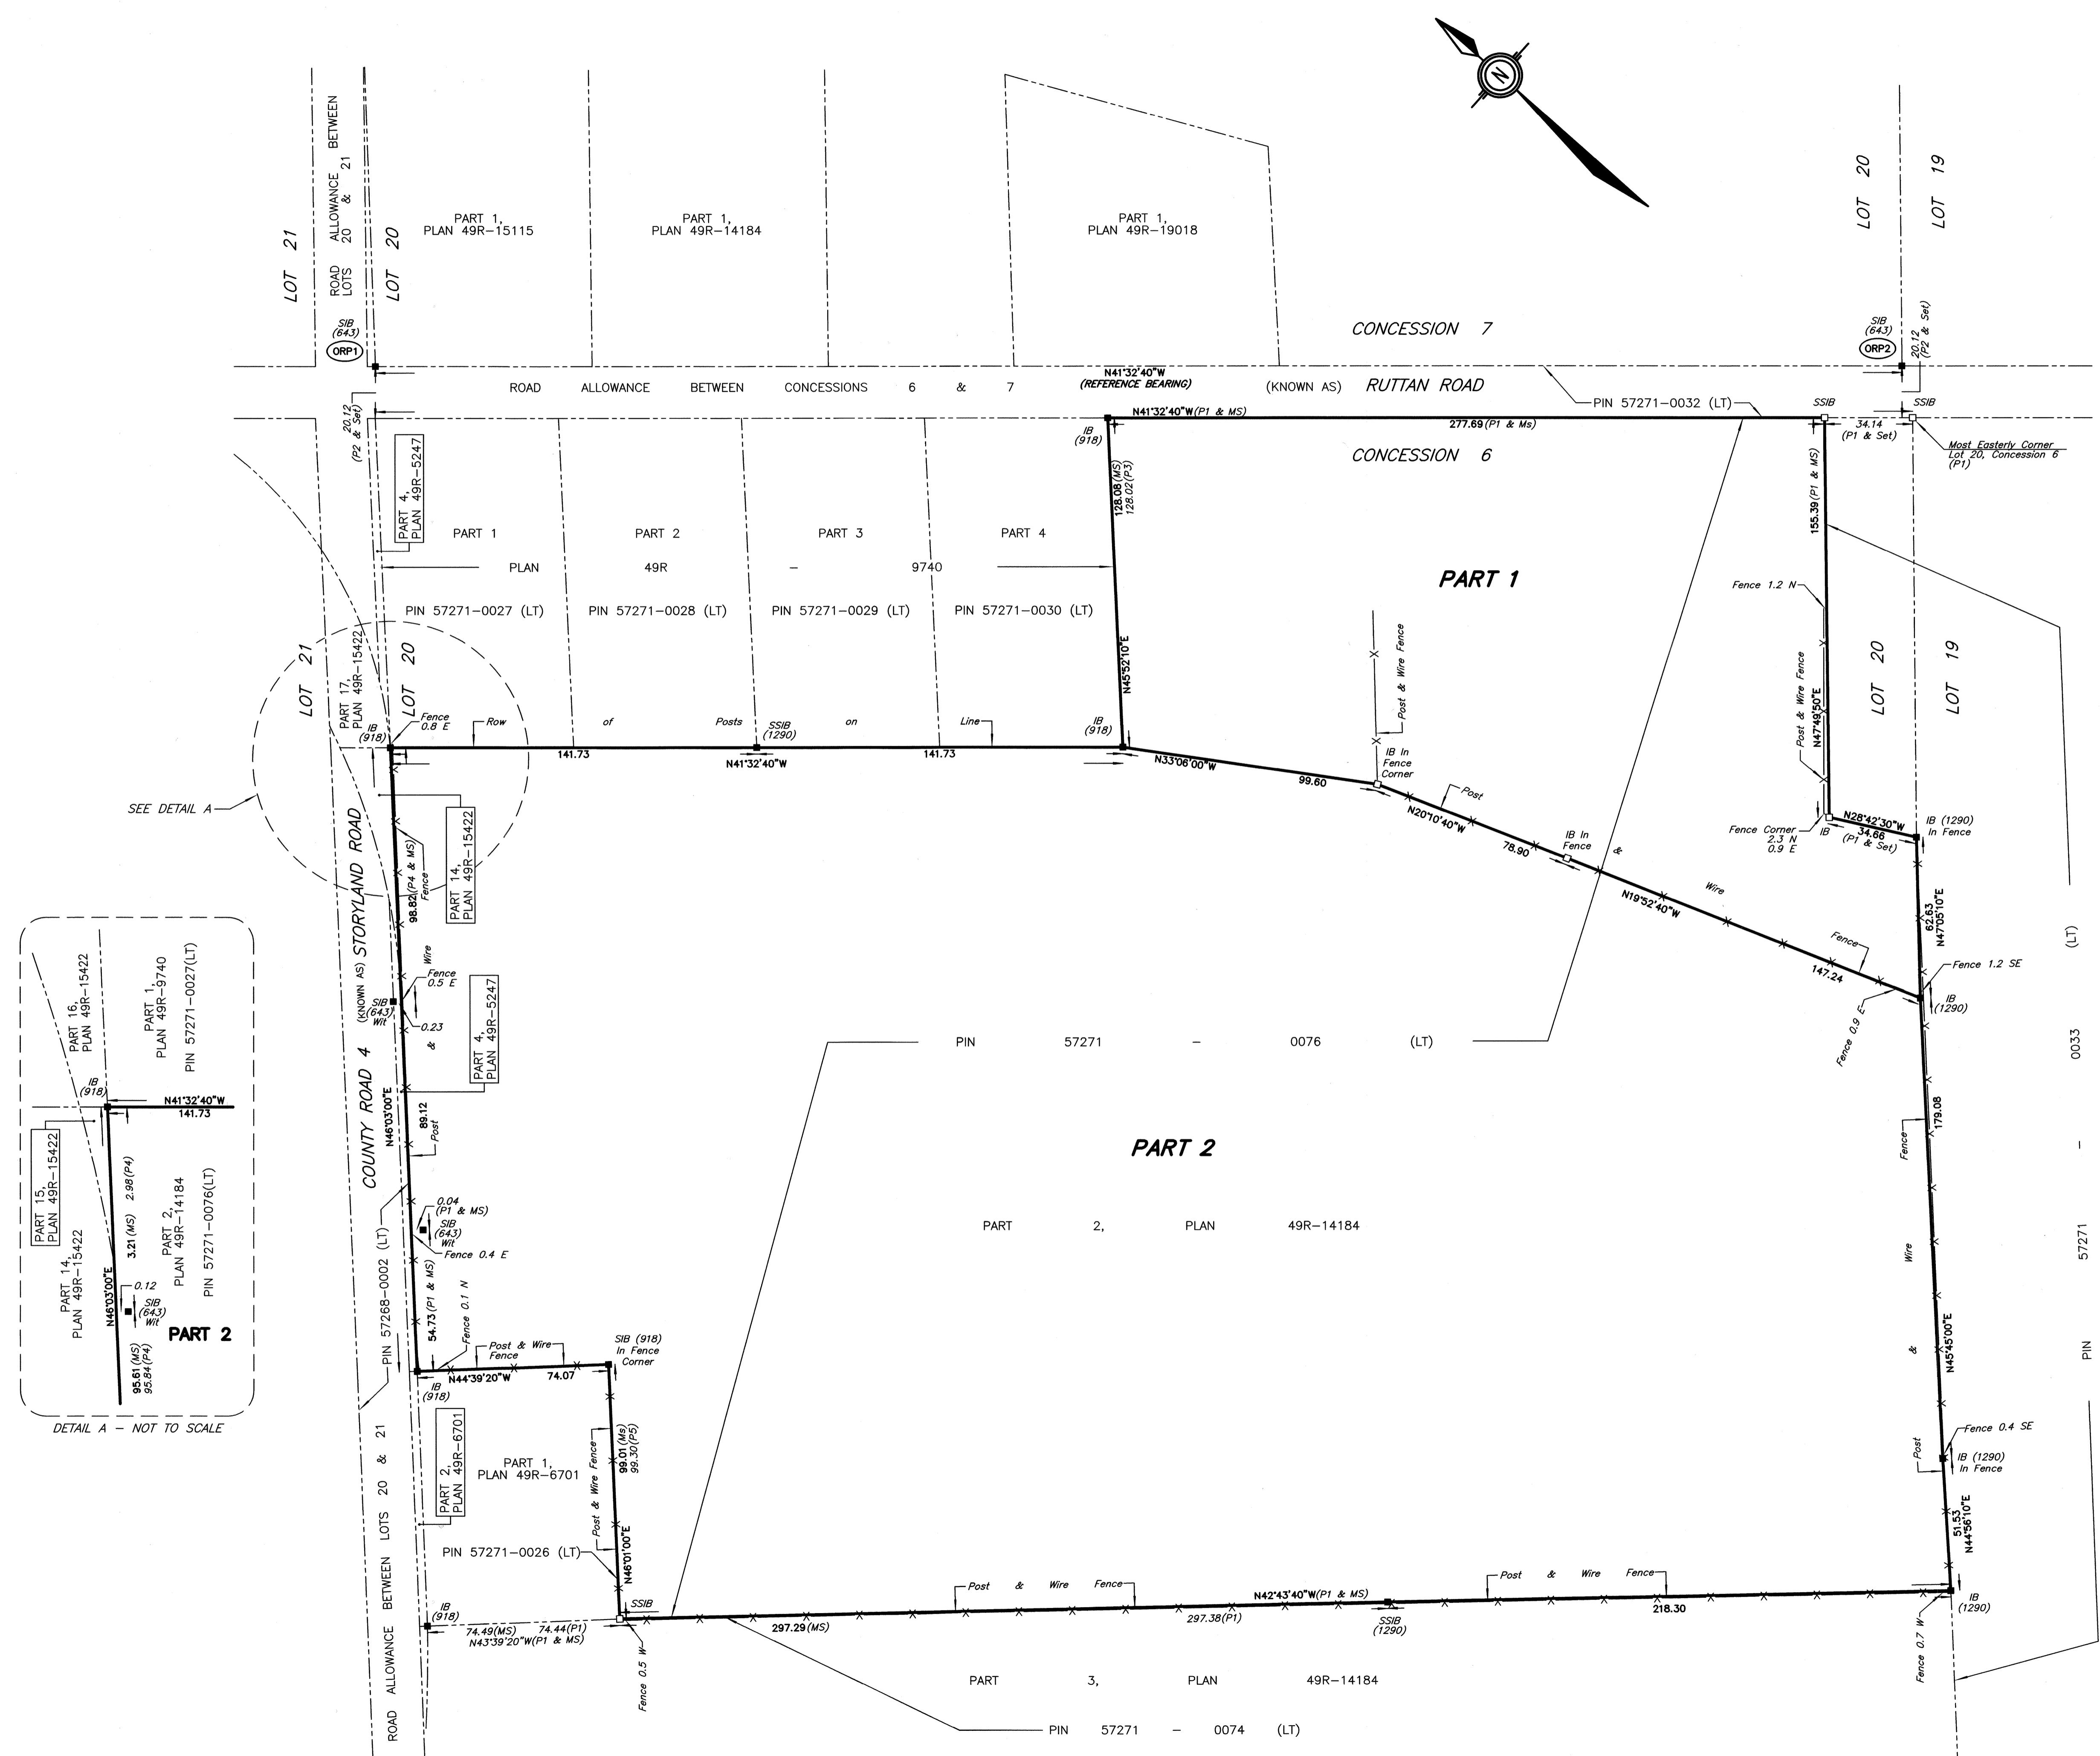 N
LOT 21
ROAD ALLOWANCE BETWEEN
LOTS 20 & 21
LOT 20
PART 1,
PLAN 49R-15115
PART 1,
PLAN 49R-14184
PART 1,
PLAN 49R-19018
LOT 20
LOT 19
CONCESSION 7
SIB
(643)
ORP1
SIB
(643)
ORP2
20.12
(P2 & Set)
20.12
(P2 & Set)
ROAD ALLOWANCE BETWEEN CONCESSIONS 6 & 7
N41°32'40"W
(REFERENCE BEARING)
(KNOWN AS) RUTTAN ROAD
PIN 57271-0032 (LT)
SSIB
SSIB
N41°32'40"W(P1 & MS)
277.69(P1 & Ms)
34.14
(P1 & Set)
Most Easterly Corner
Lot 20, Concession 6
(P1)
IB
(918)
CONCESSION 6
PART 4,
PLAN 49R-5247
128.08(MS)
128.02(P3)
155.39(P1 & MS)
PART 1
PART 2
PART 3
PART 4
PLAN 49R - 9740
PART 1
Fence 1.2 N
PIN 57271-0027 (LT)
PIN 57271-0028 (LT)
PIN 57271-0029 (LT)
PIN 57271-0030 (LT)
LOT 21
LOT 20
PART 17,
PLAN 49R-15422
N45°52'10"E
Post & Wire Fence
Post & Wire Fence
N47°49'50"E
LOT 20
LOT 19
IB
(918)
Fence
0.8 E
Row of Posts on Line
SSIB
(1290)
IB
(918)
141.73
N41°32'40"W
141.73
N33°06'00"W
99.60
IB In
Fence
Corner
Post
N20°10'40"W
78.90
IB In
Fence
&
Wire
N19°52'40"W
Fence
147.24
Fence Corner
2.3 N
0.9 E
IB
N28°42'30"W
34.66
(P1 & Set)
IB (1290)
In Fence
62.63
N47°05'10"E
Fence 1.2 SE
IB
(1290)
Fence 0.9 E
SEE DETAIL A
98.82(P4 & MS)
Fence
PART 14,
PLAN 49R-15422
Wire
Fence
0.5 E
SIB
(643)
Wit
0.23
&
PART 4,
PLAN 49R-5247
COUNTY ROAD 4 (KNOWN AS) STORYLAND ROAD
N46°03'00"E
89.12
Post
PIN 57271 - 0076 (LT)
PART 2
PART 2, PLAN 49R-14184
0.04
(P1 & MS)
SIB
(643)
Wit
Fence 0.4 E
PIN 57268-0002 (LT)
54.73(P1 & MS)
Fence 0.1 N
Post & Wire
Fence
SIB (918)
In Fence
Corner
N44°39'20"W
74.07
IB
(918)
179.08
Fence
Wire
&
Post
N45°45'00"E
Fence 0.4 SE
IB (1290)
In Fence
51.53
N44°56'10"E
PIN 57271 - 0033 (LT)
PART 16,
PLAN 49R-15422
PART 1,
PLAN 49R-9740
PIN 57271-0027(LT)
IB
(918)
N41°32'40"W
141.73
PART 15,
PLAN 49R-15422
PART 14,
PLAN 49R-15422
3.21(MS) 2.98(P4)
PART 2,
PLAN 49R-14184
PIN 57271-0076(LT)
N46°03'00"E
0.12
SIB
(643)
Wit
PART 2
95.61(MS)
95.84(P4)
DETAIL A - NOT TO SCALE
PART 2,
PLAN 49R-6701
PART 1,
PLAN 49R-6701
Post & Wire Fence
99.01(Ms)
99.30(P5)
N46°01'00"E
PIN 57271-0026 (LT)
ROAD ALLOWANCE BETWEEN LOTS 20 & 21
IB
(918)
74.49(MS) 74.44(P1)
N43°39'20"W(P1 & MS)
SSIB
Fence 0.5 W
Post & Wire Fence
N42°43'40"W(P1 & MS)
Post & Wire Fence
297.29(MS)
297.38(P1)
SSIB
(1290)
218.30
IB
(1290)
Fence 0.7 W
PART 3, PLAN 49R-14184
PIN 57271 - 0074 (LT)